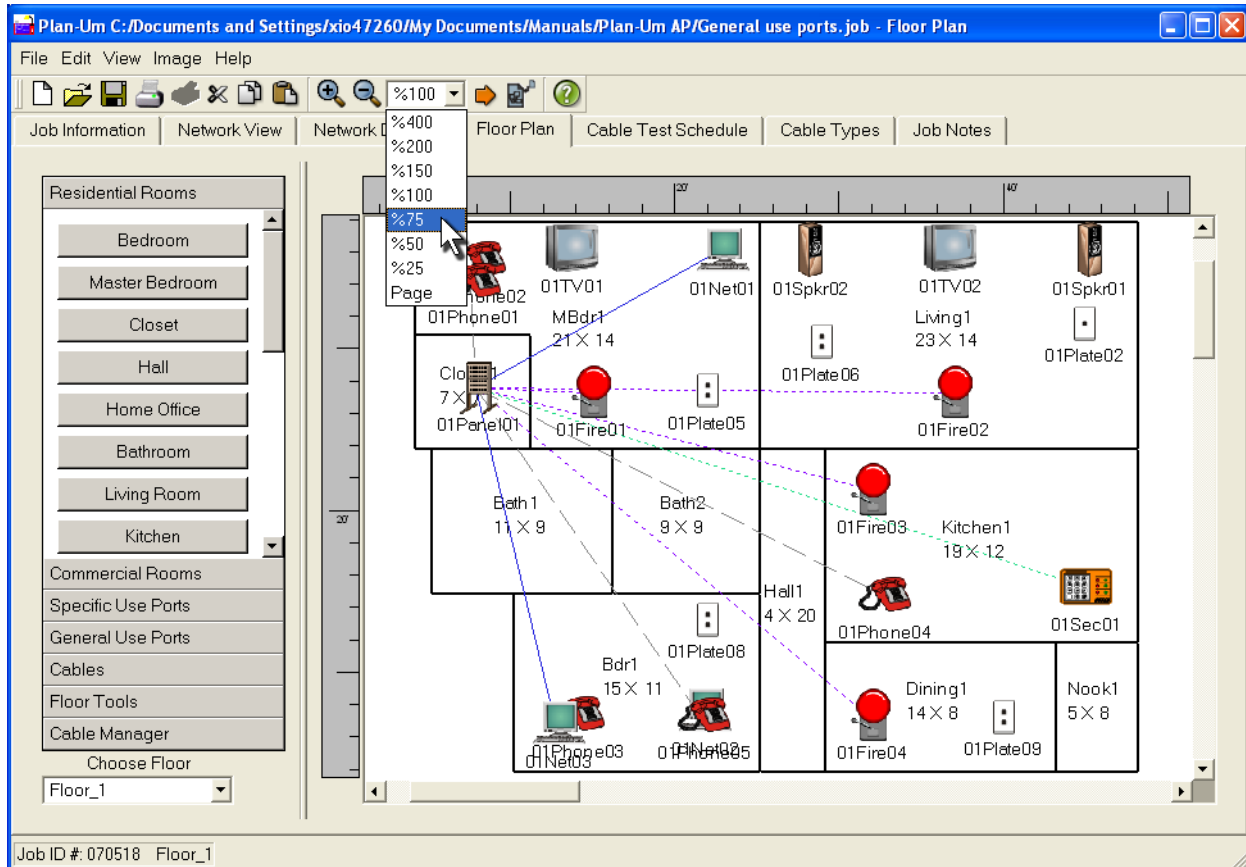 Plan-Um C:/Documents and Settings/xio47260/My Documents/Manuals/Plan-Um AP/General use ports.job - Floor Plan
File Edit View Image Help
%100
Job Information Network View Network D Floor Plan Cable Test Schedule Cable Types Job Notes
%400
%200
%150
%100
%75
%50
%25
Page
Residential Rooms
Bedroom
Master Bedroom
Closet
Hall
Home Office
Bathroom
Living Room
Kitchen
Commercial Rooms
Specific Use Ports
General Use Ports
Cables
Floor Tools
Cable Manager
Choose Floor
Floor_1
20' 40'
20'
01TV01 01Net01 01Spkr02 01TV02 01Spkr01
01Phone01
MBdr1
21 X 14
Living1
23 X 14
01Plate06
01Plate02
7 X
01Panel01 01Fire01 01Plate05 01Fire02
Bath1
11 X 9
Bath2
9 X 9
01Fire03
Kitchen1
19 X 12
Hall1
4 X 20
01Phone04
01Sec01
01Plate08
Bdr1
15 X 11
Dining1
14 X 8
Nook1
5 X 8
01Phone03
01Net03
01Fire04
01Plate09
Job ID #: 070518 Floor_1